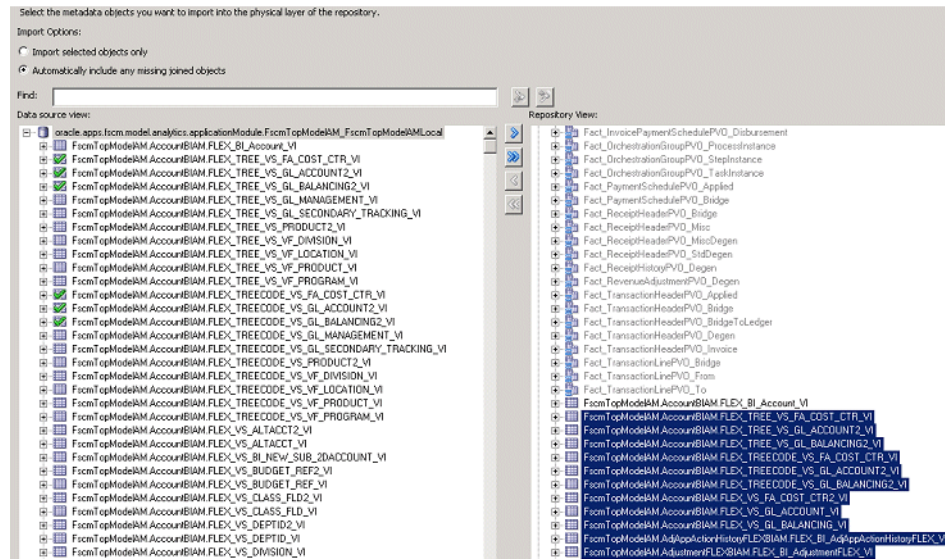 Select the metadata objects you want to import into the physical layer of the repository.
Import Options:
Import selected objects only
Automatically include any missing joined objects
Find:
Data source view:
oracle.apps.fscm.model.analytics.applicationModule.FscmTopModelAM_FscmTopModelAMLocal
FscmTopModelAM.AccountBIAM.FLEX_BI_Account_VI
FscmTopModelAM.AccountBIAM.FLEX_TREE_VS_FA_COST_CTR_VI
FscmTopModelAM.AccountBIAM.FLEX_TREE_VS_GL_ACCOUNT2_VI
FscmTopModelAM.AccountBIAM.FLEX_TREE_VS_GL_BALANCING2_VI
FscmTopModelAM.AccountBIAM.FLEX_TREE_VS_GL_MANAGEMENT_VI
FscmTopModelAM.AccountBIAM.FLEX_TREE_VS_GL_SECONDARY_TRACKING_VI
FscmTopModelAM.AccountBIAM.FLEX_TREE_VS_PRODUCT2_VI
FscmTopModelAM.AccountBIAM.FLEX_TREE_VS_VF_DIVISION_VI
FscmTopModelAM.AccountBIAM.FLEX_TREE_VS_VF_LOCATION_VI
FscmTopModelAM.AccountBIAM.FLEX_TREE_VS_VF_PRODUCT_VI
FscmTopModelAM.AccountBIAM.FLEX_TREE_VS_VF_PROGRAM_VI
FscmTopModelAM.AccountBIAM.FLEX_TREECODE_VS_FA_COST_CTR_VI
FscmTopModelAM.AccountBIAM.FLEX_TREECODE_VS_GL_ACCOUNT2_VI
FscmTopModelAM.AccountBIAM.FLEX_TREECODE_VS_GL_BALANCING2_VI
FscmTopModelAM.AccountBIAM.FLEX_TREECODE_VS_GL_MANAGEMENT_VI
FscmTopModelAM.AccountBIAM.FLEX_TREECODE_VS_GL_SECONDARY_TRACKING_VI
FscmTopModelAM.AccountBIAM.FLEX_TREECODE_VS_PRODUCT2_VI
FscmTopModelAM.AccountBIAM.FLEX_TREECODE_VS_VF_DIVISION_VI
FscmTopModelAM.AccountBIAM.FLEX_TREECODE_VS_VF_LOCATION_VI
FscmTopModelAM.AccountBIAM.FLEX_TREECODE_VS_VF_PRODUCT_VI
FscmTopModelAM.AccountBIAM.FLEX_TREECODE_VS_VF_PROGRAM_VI
FscmTopModelAM.AccountBIAM.FLEX_VS_ALTACCT2_VI
FscmTopModelAM.AccountBIAM.FLEX_VS_ALTACCT_VI
FscmTopModelAM.AccountBIAM.FLEX_VS_BI_NEW_SUB_2DACCOUNT_VI
FscmTopModelAM.AccountBIAM.FLEX_VS_BUDGET_REF2_VI
FscmTopModelAM.AccountBIAM.FLEX_VS_BUDGET_REF_VI
FscmTopModelAM.AccountBIAM.FLEX_VS_CLASS_FLD2_VI
FscmTopModelAM.AccountBIAM.FLEX_VS_CLASS_FLD_VI
FscmTopModelAM.AccountBIAM.FLEX_VS_DEPTID2_VI
FscmTopModelAM.AccountBIAM.FLEX_VS_DEPTID_VI
FscmTopModelAM.AccountBIAM.FLEX_VS_DIVISION_VI
Repository View:
Fact_InvoicePaymentSchedulePVO_Disbursement
Fact_OrchestrationGroupPVO_ProcessInstance
Fact_OrchestrationGroupPVO_StepInstance
Fact_OrchestrationGroupPVO_TaskInstance
Fact_PaymentSchedulePVO_Applied
Fact_PaymentSchedulePVO_Bridge
Fact_ReceiptHeaderPVO_Bridge
Fact_ReceiptHeaderPVO_Misc
Fact_ReceiptHeaderPVO_MiscDegen
Fact_ReceiptHeaderPVO_StdDegen
Fact_ReceiptHistoryPVO_Degen
Fact_RevenueAdjustmentPVO_Degen
Fact_TransactionHeaderPVO_Applied
Fact_TransactionHeaderPVO_Bridge
Fact_TransactionHeaderPVO_BridgeToLedger
Fact_TransactionHeaderPVO_Degen
Fact_TransactionHeaderPVO_Invoice
Fact_TransactionLinePVO_Bridge
Fact_TransactionLinePVO_From
Fact_TransactionLinePVO_To
FscmTopModelAM.AccountBIAM.FLEX_BI_Account_VI
FscmTopModelAM.AccountBIAM.FLEX_TREE_VS_FA_COST_CTR_VI
FscmTopModelAM.AccountBIAM.FLEX_TREE_VS_GL_ACCOUNT2_VI
FscmTopModelAM.AccountBIAM.FLEX_TREE_VS_GL_BALANCING2_VI
FscmTopModelAM.AccountBIAM.FLEX_TREECODE_VS_FA_COST_CTR_VI
FscmTopModelAM.AccountBIAM.FLEX_TREECODE_VS_GL_ACCOUNT2_VI
FscmTopModelAM.AccountBIAM.FLEX_TREECODE_VS_GL_BALANCING2_VI
FscmTopModelAM.AccountBIAM.FLEX_VS_FA_COST_CTR2_VI
FscmTopModelAM.AccountBIAM.FLEX_VS_GL_ACCOUNT_VI
FscmTopModelAM.AccountBIAM.FLEX_VS_GL_BALANCING_VI
FscmTopModelAM.AdjAppActionHistoryFLEXBIAM.FLEX_BI_AdjAppActionHistoryFLEX_V
FscmTopModelAM.AdjustmentFLEXBIAM.FLEX_BI_AdjustmentFLEX_VI